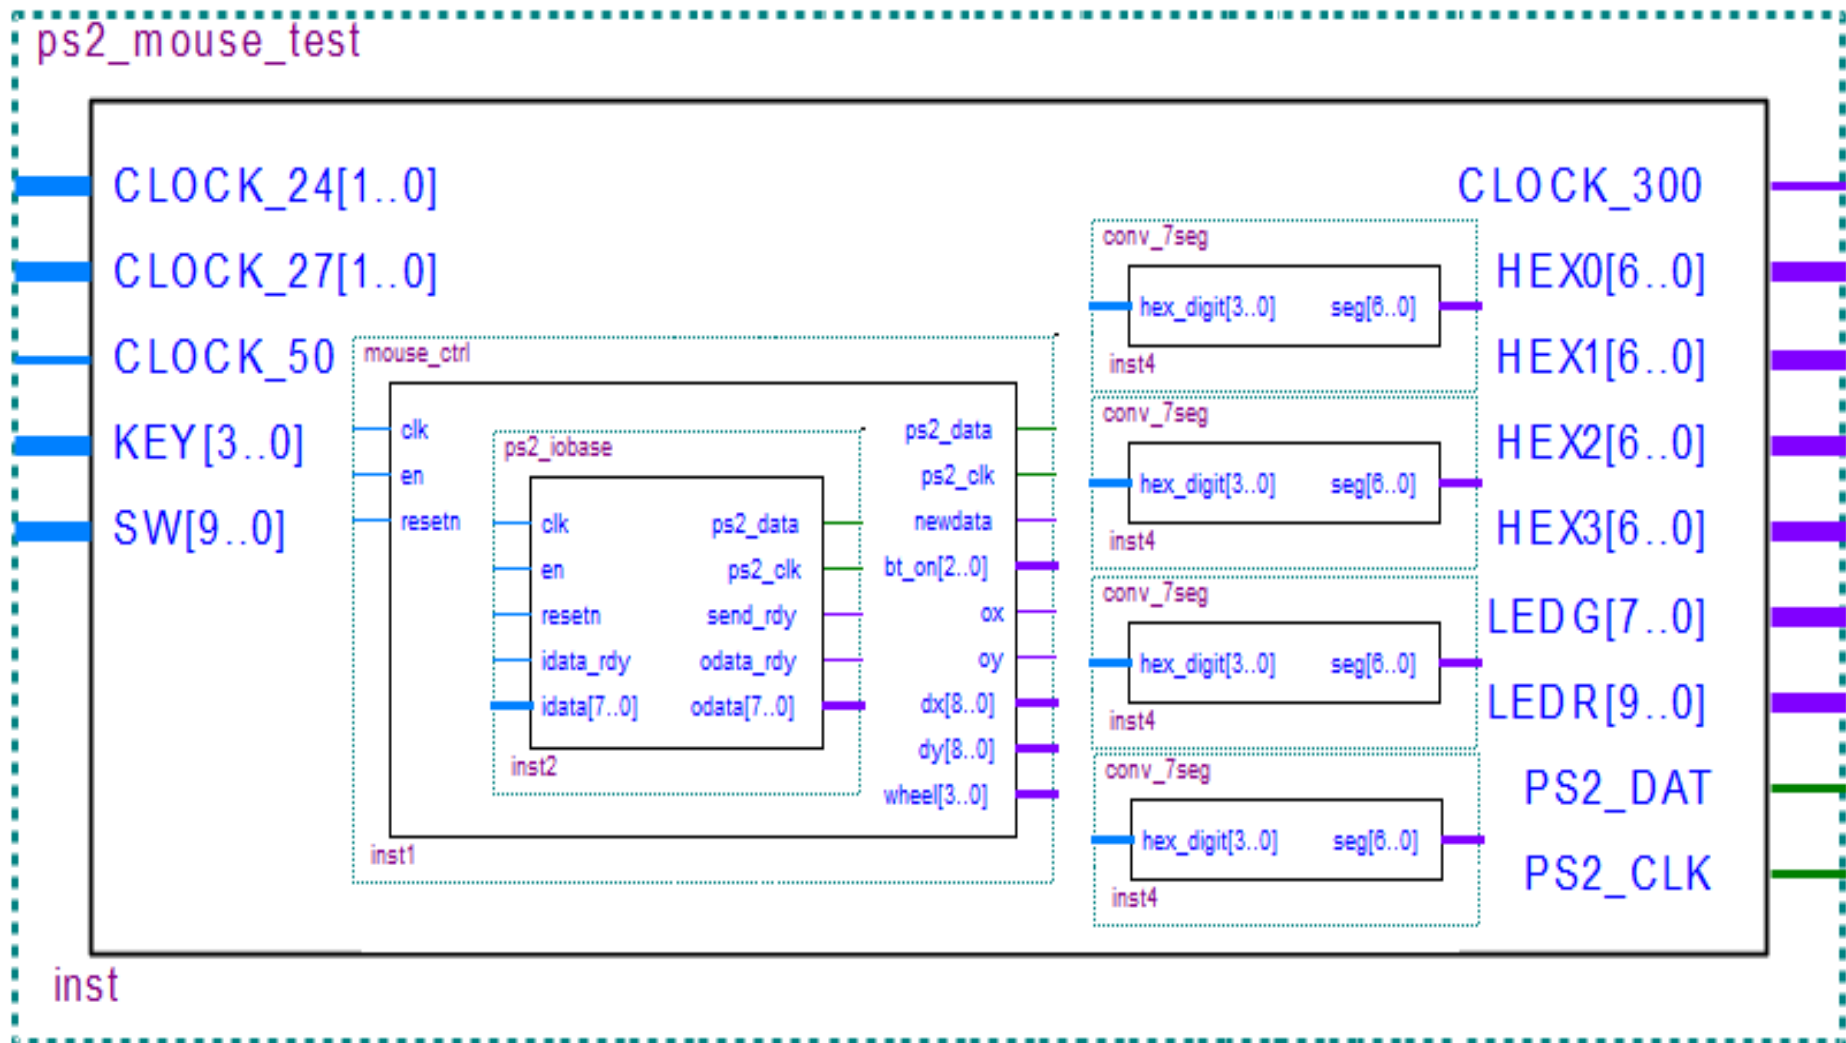 ps2_mouse_test
CLOCK_24[1..0]
CLOCK_27[1..0]
CLOCK_50
KEY[3..0]
SW[9..0]
mouse_ctrl
clk
en
resetn
ps2_iobase
clk
en
resetn
idata_rdy
idata[7..0]
ps2_data
ps2_clk
send_rdy
odata_rdy
odata[7..0]
inst2
ps2_data
ps2_clk
newdata
bt_on[2..0]
ox
oy
dx[8..0]
dy[8..0]
wheel[3..0]
inst1
conv_7seg
hex_digit[3..0] seg[6..0]
inst4
conv_7seg
hex_digit[3..0] seg[6..0]
inst4
conv_7seg
hex_digit[3..0] seg[6..0]
inst4
conv_7seg
hex_digit[3..0] seg[6..0]
inst4
CLOCK_300
HEX0[6..0]
HEX1[6..0]
HEX2[6..0]
HEX3[6..0]
LEDG[7..0]
LEDR[9..0]
PS2_DAT
PS2_CLK
inst